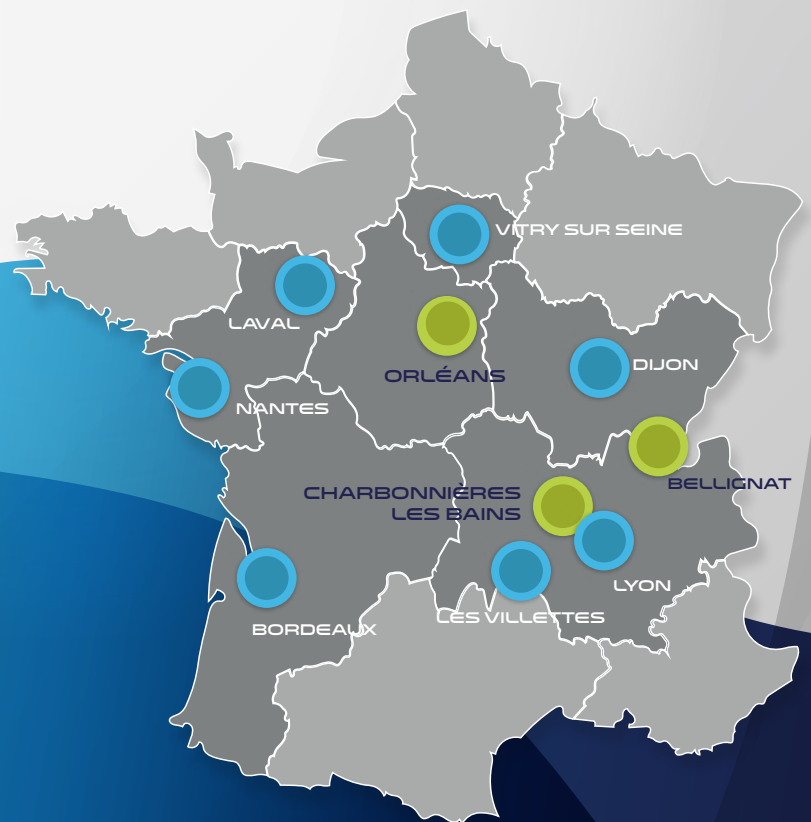 VITRY SUR SEINE
LAVAL
DIJON
ORLÉANS
NANTES
BELLIGNAT
CHARBONNIÈRES
LES BAINS
LYON
LES VILLETTES
BORDEAUX